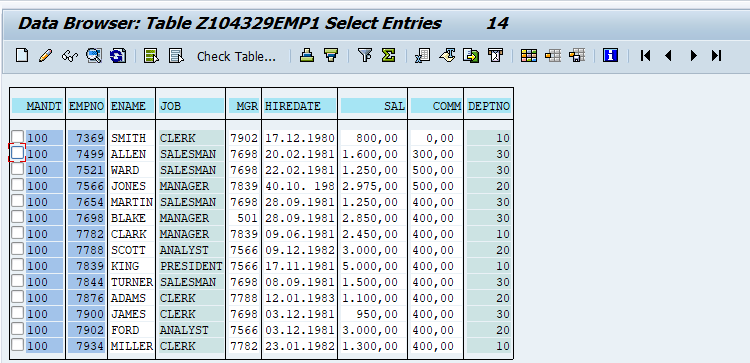 Data Browser: Table Z104329EMP1 Select Entries 14
Check Table...
MANDT EMPNO ENAME JOB MGR HIREDATE SAL COMM DEPTNO
100 7369 SMITH CLERK 7902 17.12.1980 800,00 0,00 10
100 7499 ALLEN SALESMAN 7698 20.02.1981 1.600,00 300,00 30
100 7521 WARD SALESMAN 7698 22.02.1981 1.250,00 500,00 30
100 7566 JONES MANAGER 7839 40.10. 198 2.975,00 500,00 20
100 7654 MARTIN SALESMAN 7698 28.09.1981 1.250,00 400,00 30
100 7698 BLAKE MANAGER 501 28.09.1981 2.850,00 400,00 30
100 7782 CLARK MANAGER 7839 09.06.1981 2.450,00 400,00 10
100 7788 SCOTT ANALYST 7566 09.12.1982 3.000,00 400,00 20
100 7839 KING PRESIDENT 7566 17.11.1981 5.000,00 400,00 10
100 7844 TURNER SALESMAN 7698 08.09.1981 1.500,00 400,00 30
100 7876 ADAMS CLERK 7788 12.01.1983 1.100,00 400,00 20
100 7900 JAMES CLERK 7698 03.12.1981 950,00 400,00 30
100 7902 FORD ANALYST 7566 03.12.1981 3.000,00 400,00 20
100 7934 MILLER CLERK 7782 23.01.1982 1.300,00 400,00 10